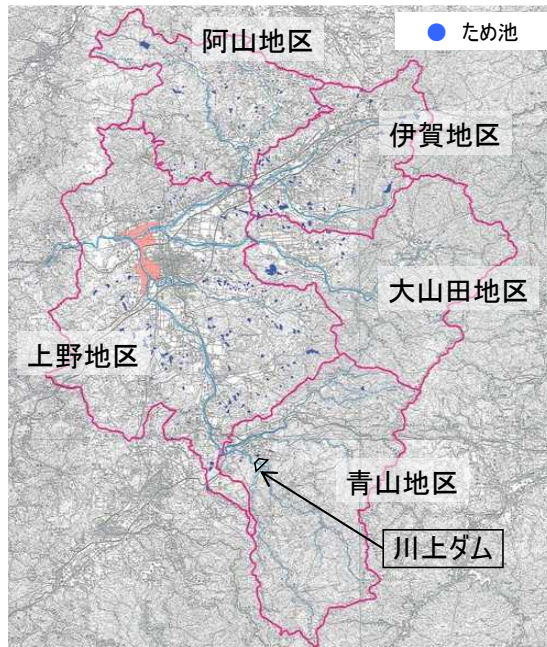 阿山地区
ため池
伊賀地区
大山田地区
上野地区
青山地区
川上ダム